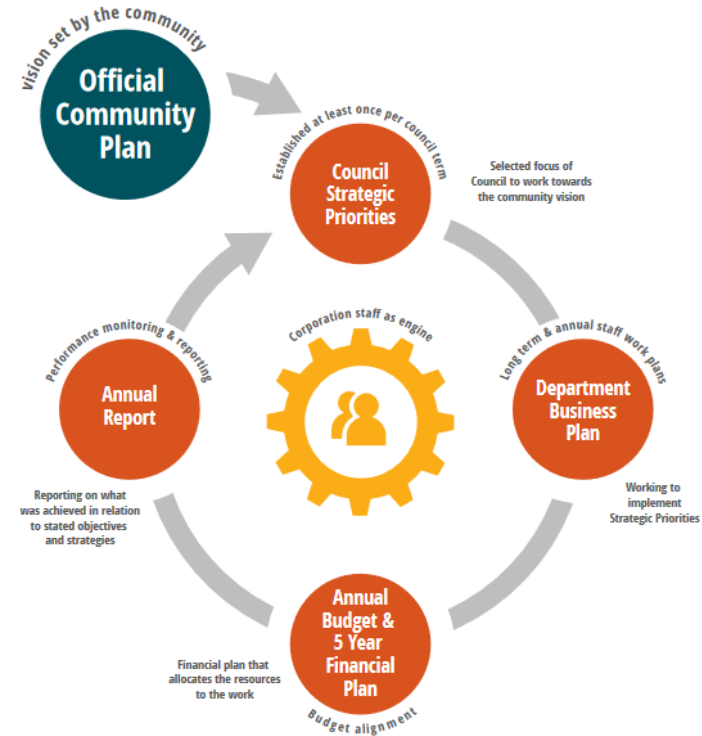 vision set by the community
Official
Community
Plan
Established at least once per council term
Council
Strategic
Priorities
Selected focus of
Council to work towards
the community vision
Corporation staff as engine
Long term & annual staff work plans
Department
Business
Plan
Working to
implement
Strategic Priorities
Annual
Budget &
5 Year
Financial
Plan
Budget alignment
Financial plan that
allocates the resources
to the work
Performance monitoring & reporting
Annual
Report
Reporting on what
was achieved in relation
to stated objectives
and strategies